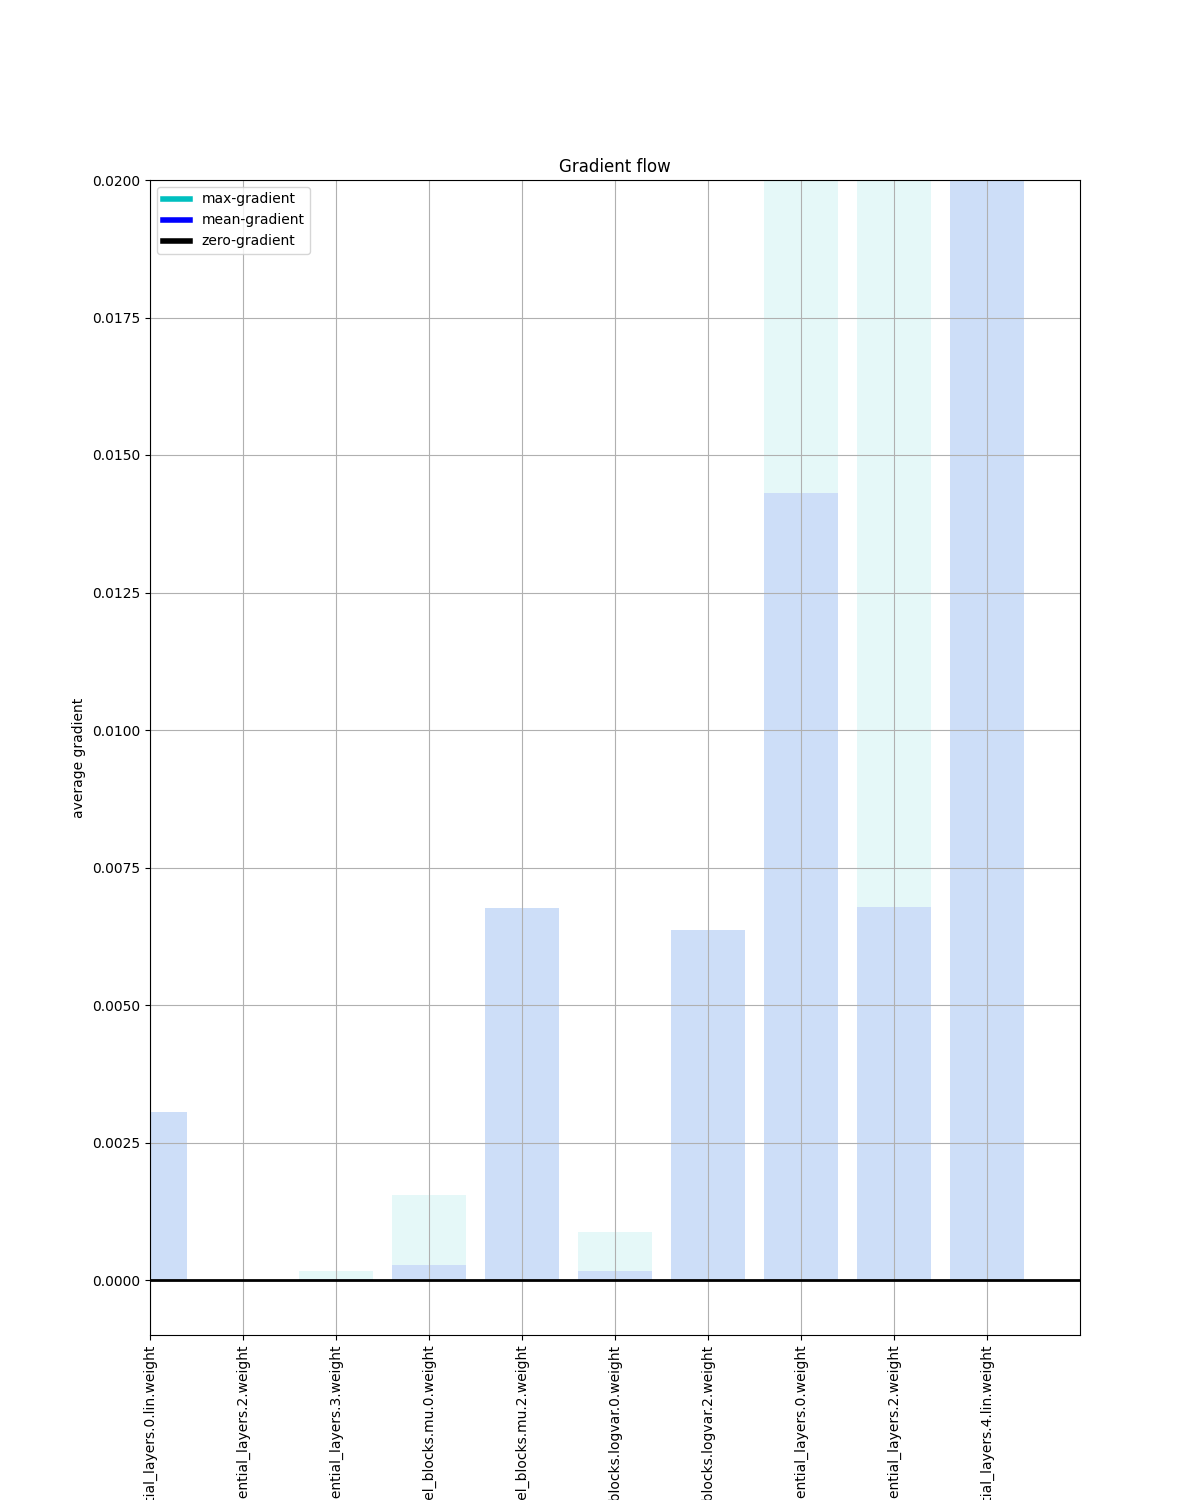 Gradient flow
max-gradient
mean-gradient
zero-gradient
0.0200
0.0175
0.0150
0.0125
0.0100
0.0075
0.0050
0.0025
0.0000
average gradient
tial_layers.0.lin.weight
ential_layers.2.weight
ential_layers.3.weight
el_blocks.mu.0.weight
el_blocks.mu.2.weight
blocks.logvar.0.weight
blocks.logvar.2.weight
ential_layers.0.weight
ential_layers.2.weight
tial_layers.4.lin.weight